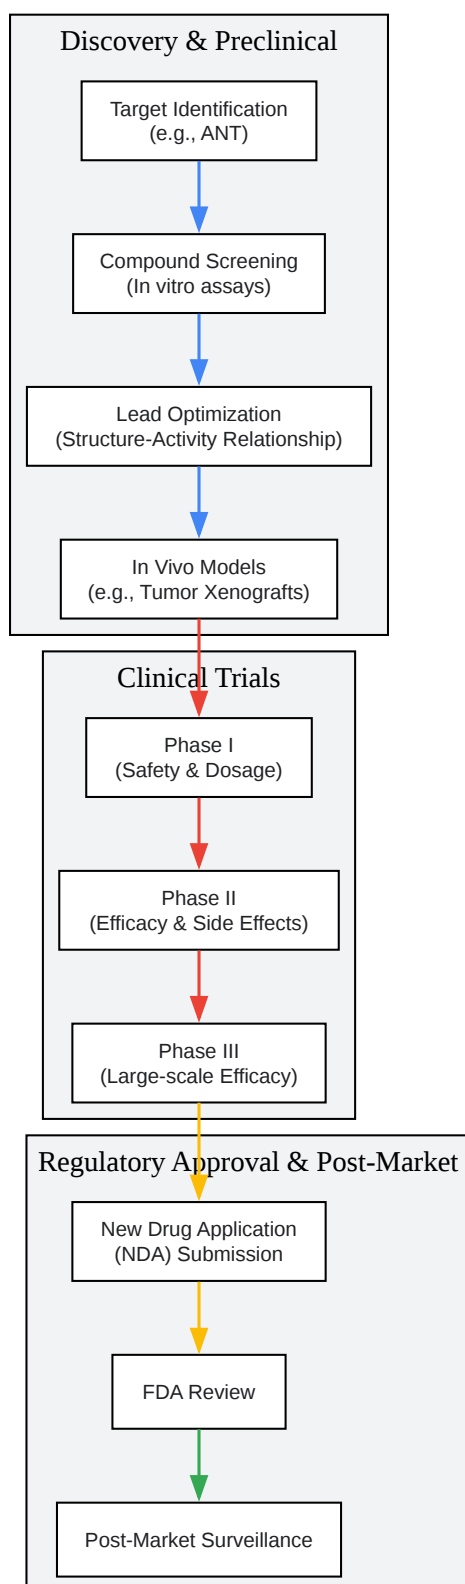 Discovery & Preclinical
Target Identification
(e.g., ANT)
Compound Screening
(In vitro assays)
Lead Optimization
(Structure-Activity Relationship)
In Vivo Models
(e.g., Tumor Xenografts)
Clinical Trials
Phase I
(Safety & Dosage)
Phase II
(Efficacy & Side Effects)
Phase III
(Large-scale Efficacy)
Regulatory Approval & Post-Market
New Drug Application
(NDA) Submission
FDA Review
Post-Market Surveillance